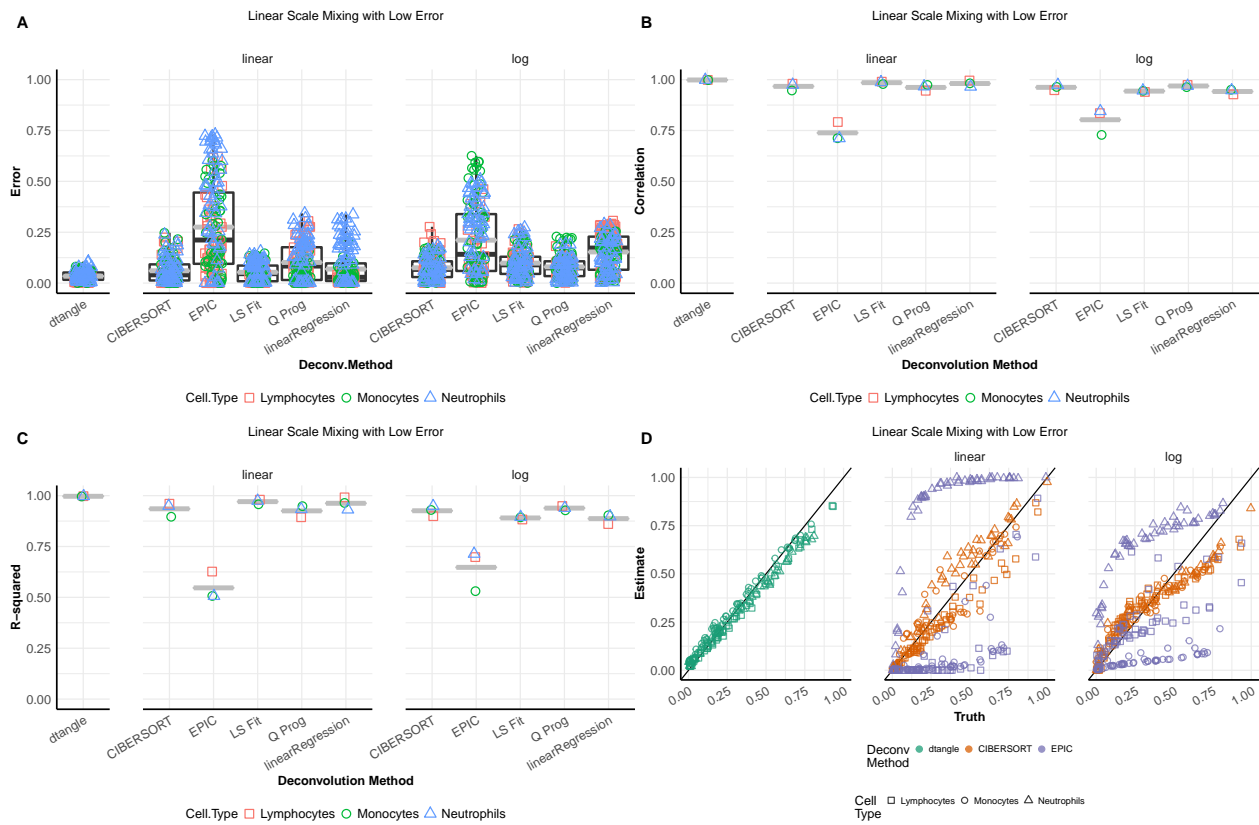 A
Linear Scale Mixing with Low Error
linear
log
1.00
0.75
0.50
0.25
0.00
Error
dtangle
CIBERSORT
EPIC
LS Fit
Q Prog
linearRegression
CIBERSORT
EPIC
LS Fit
Q Prog
linearRegression
Deconv.Method
Cell.Type Lymphocytes Monocytes Neutrophils
B
Linear Scale Mixing with Low Error
linear
log
1.00
0.75
0.50
0.25
0.00
Correlation
dtangle
CIBERSORT
EPIC
LS Fit
Q Prog
linearRegression
CIBERSORT
EPIC
LS Fit
Q Prog
linearRegression
Deconvolution Method
Cell.Type Lymphocytes Monocytes Neutrophils
C
Linear Scale Mixing with Low Error
linear
log
1.00
0.75
0.50
0.25
0.00
R−squared
dtangle
CIBERSORT
EPIC
LS Fit
Q Prog
linearRegression
CIBERSORT
EPIC
LS Fit
Q Prog
linearRegression
Deconvolution Method
Cell.Type Lymphocytes Monocytes Neutrophils
D
Linear Scale Mixing with Low Error
linear
log
1.00
0.75
0.50
0.25
0.00
Estimate
0.00
0.25
0.50
0.75
1.00
0.00
0.25
0.50
0.75
1.00
0.00
0.25
0.50
0.75
1.00
Truth
Deconv
Method
dtangle CIBERSORT EPIC
Cell
Type
Lymphocytes Monocytes Neutrophils